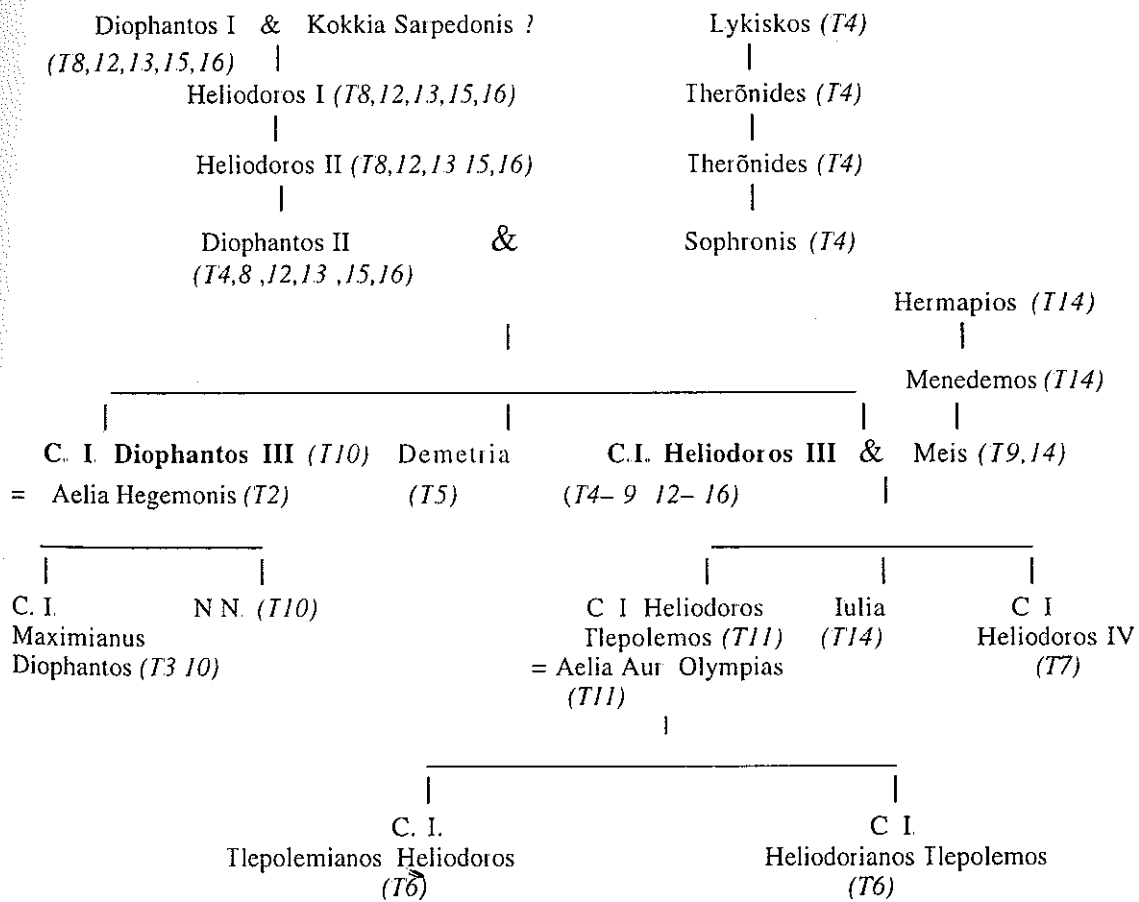 Diophantos I & Kokkia Sarpedonis ? Lykiskos (T4)
(T8,12,13,15,16)
Heliodoros I (T8,12,13,15,16) Therõnides (T4)
Heliodoros II (T8,12,13 15,16) Therõnides (T4)
Diophantos II & Sophronis (T4)
(T4,8 ,12,13 ,15,16)
Hermapios (T14)
Menedemos (T14)
C. I. Diophantos III (T10) Demetria C.I. Heliodoros III & Meis (T9,14)
= Aelia Hegemonis (T2) (T5) (T4– 9 12– 16)
C. I. N N. (T10) C I Heliodoros Iulia C I
Maximianus Tlepolemos (T11) (T14) Heliodoros IV
Diophantos (T3 10) = Aelia Aur Olympias (T7)
(T11)
C. I. C I.
Tlepolemianos Heliodoros Heliodorianos Tlepolemos
(T6) (T6)